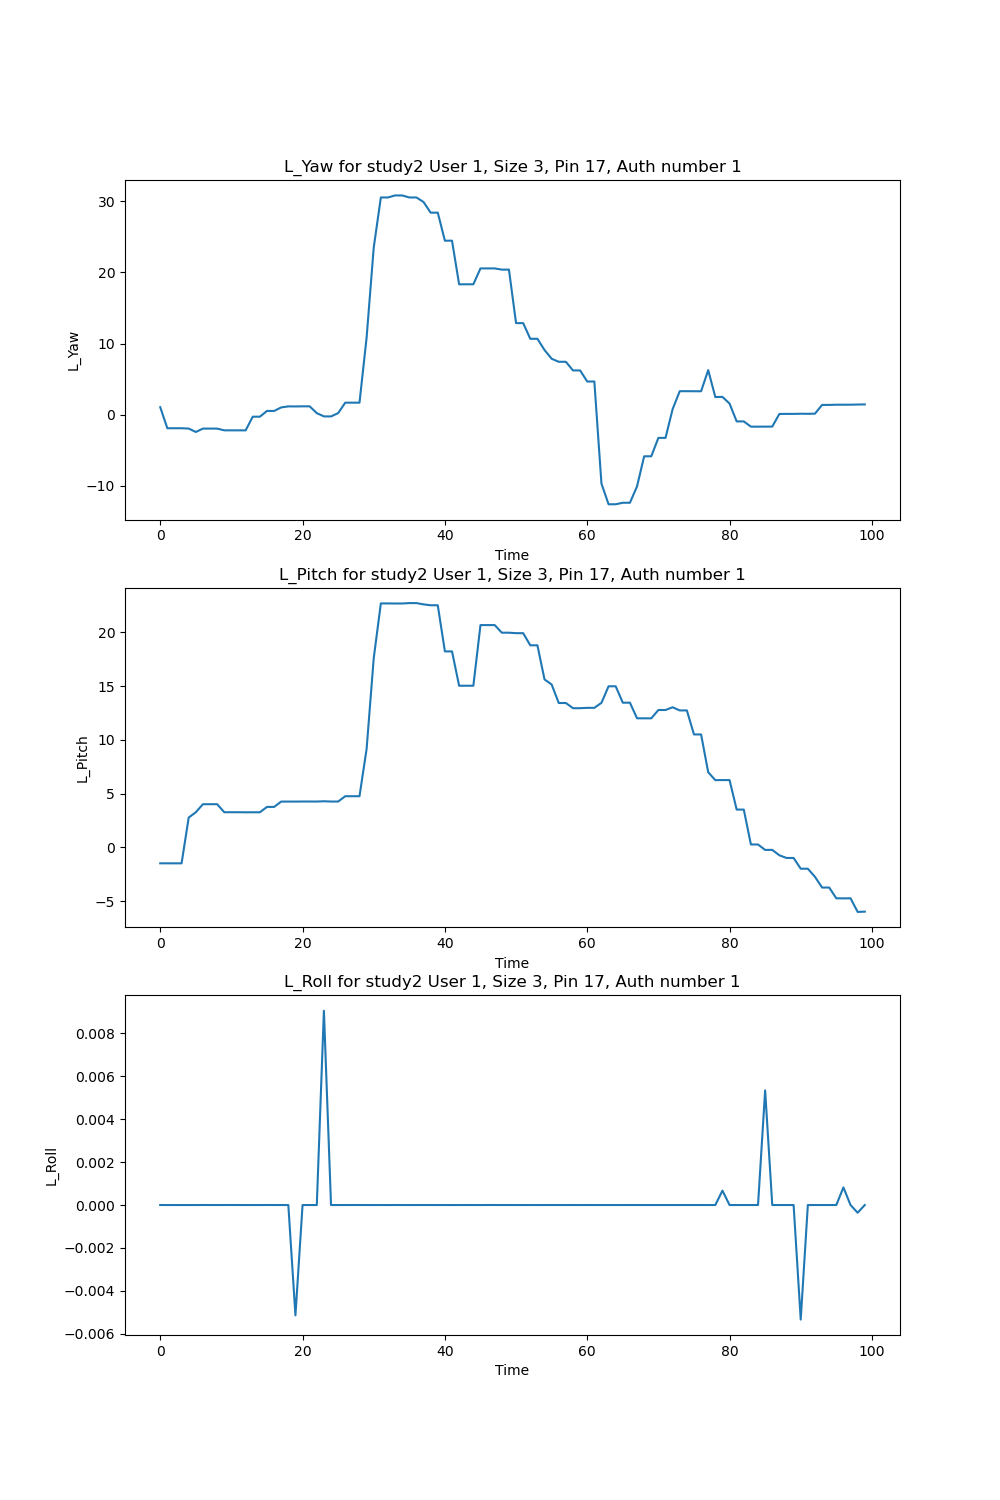 L_Yaw for study2 User 1, Size 3, Pin 17, Auth number 1
30
20
10
0
−10
L_Yaw
0 20 40 60 80 100
Time
L_Pitch for study2 User 1, Size 3, Pin 17, Auth number 1
20
15
10
5
0
−5
L_Pitch
0 20 40 60 80 100
Time
L_Roll for study2 User 1, Size 3, Pin 17, Auth number 1
0.008
0.006
0.004
0.002
0.000
−0.002
−0.004
−0.006
L_Roll
0 20 40 60 80 100
Time